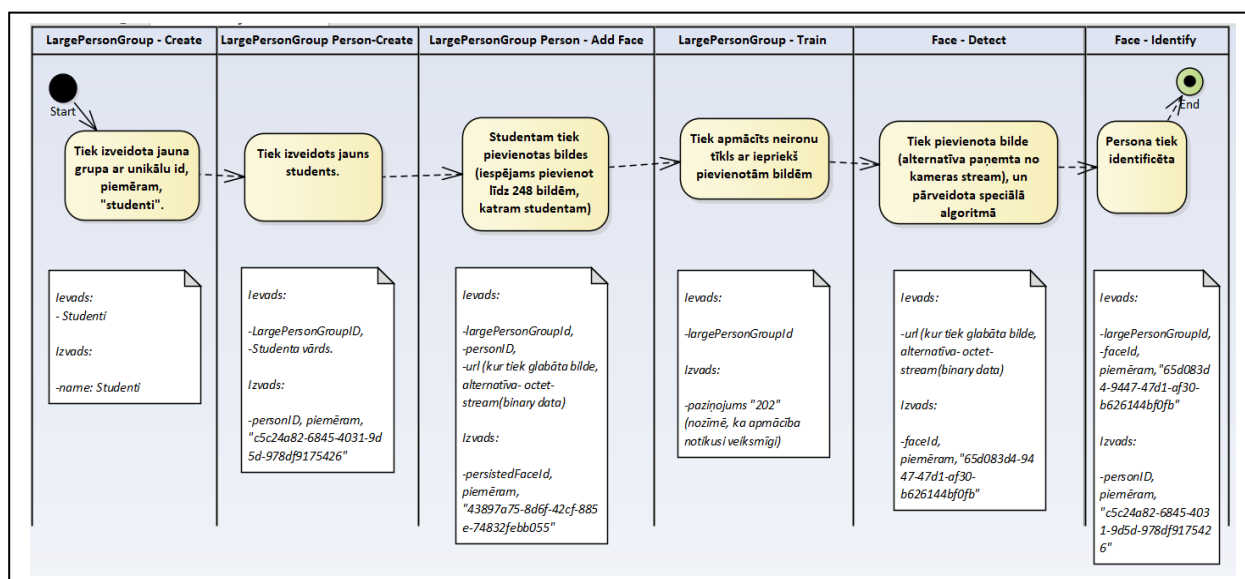 LargePersonGroup - Create
LargePersonGroup Person-Create
LargePersonGroup Person - Add Face
LargePersonGroup - Train
Face - Detect
Face - Identify
Start
End
Tiek izveidota jauna
grupa ar unikālu id,
piemēram,
"studenti".
Tiek izveidots jauns
students.
Studentam tiek
pievienotas bildes
(iespējams pievienot
līdz 248 bildēm,
katram studentam)
Tiek apmācīts neironu
tīkls ar iepriekš
pievienotām bildēm
Tiek pievienota bilde
(alternatīva paņemta no
kameras stream), un
pārveidota speciālā
algoritmā
Persona tiek
identificēta
Ievads:
- Studenti
Izvads:
-name: Studenti
Ievads:
-LargePersonGroupID,
-Studenta vārds.
Izvads:
-personID, piemēram,
"c5c24a82-6845-4031-9d
5d-978df9175426"
Ievads:
-largePersonGroupId,
-personID,
-url (kur tiek glabāta bilde,
alternatīva- octet-
stream(binary data)
Izvads:
-persistedFaceId,
piemēram,
"43897a75-8d6f-42cf-885
e-74832febb055"
Ievads:
-largePersonGroupId
Izvads:
-paziņojums "202"
(nozīmē, ka apmācība
notikusi veiksmīgi)
Ievads:
-url (kur tiek glabāta bilde,
alternatīva- octet-
stream(binary data)
Izvads:
-faceId,
piemēram,"65d083d4-94
47-47d1-af30-
b626144bf0fb"
Ievads:
-largePersonGroupId,
-faceId,
piemēram,"65d083d
4-9447-47d1-af30-
b626144bf0fb"
Izvads:
-personID,
piemēram,
"c5c24a82-6845-403
1-9d5d-978df917542
6"